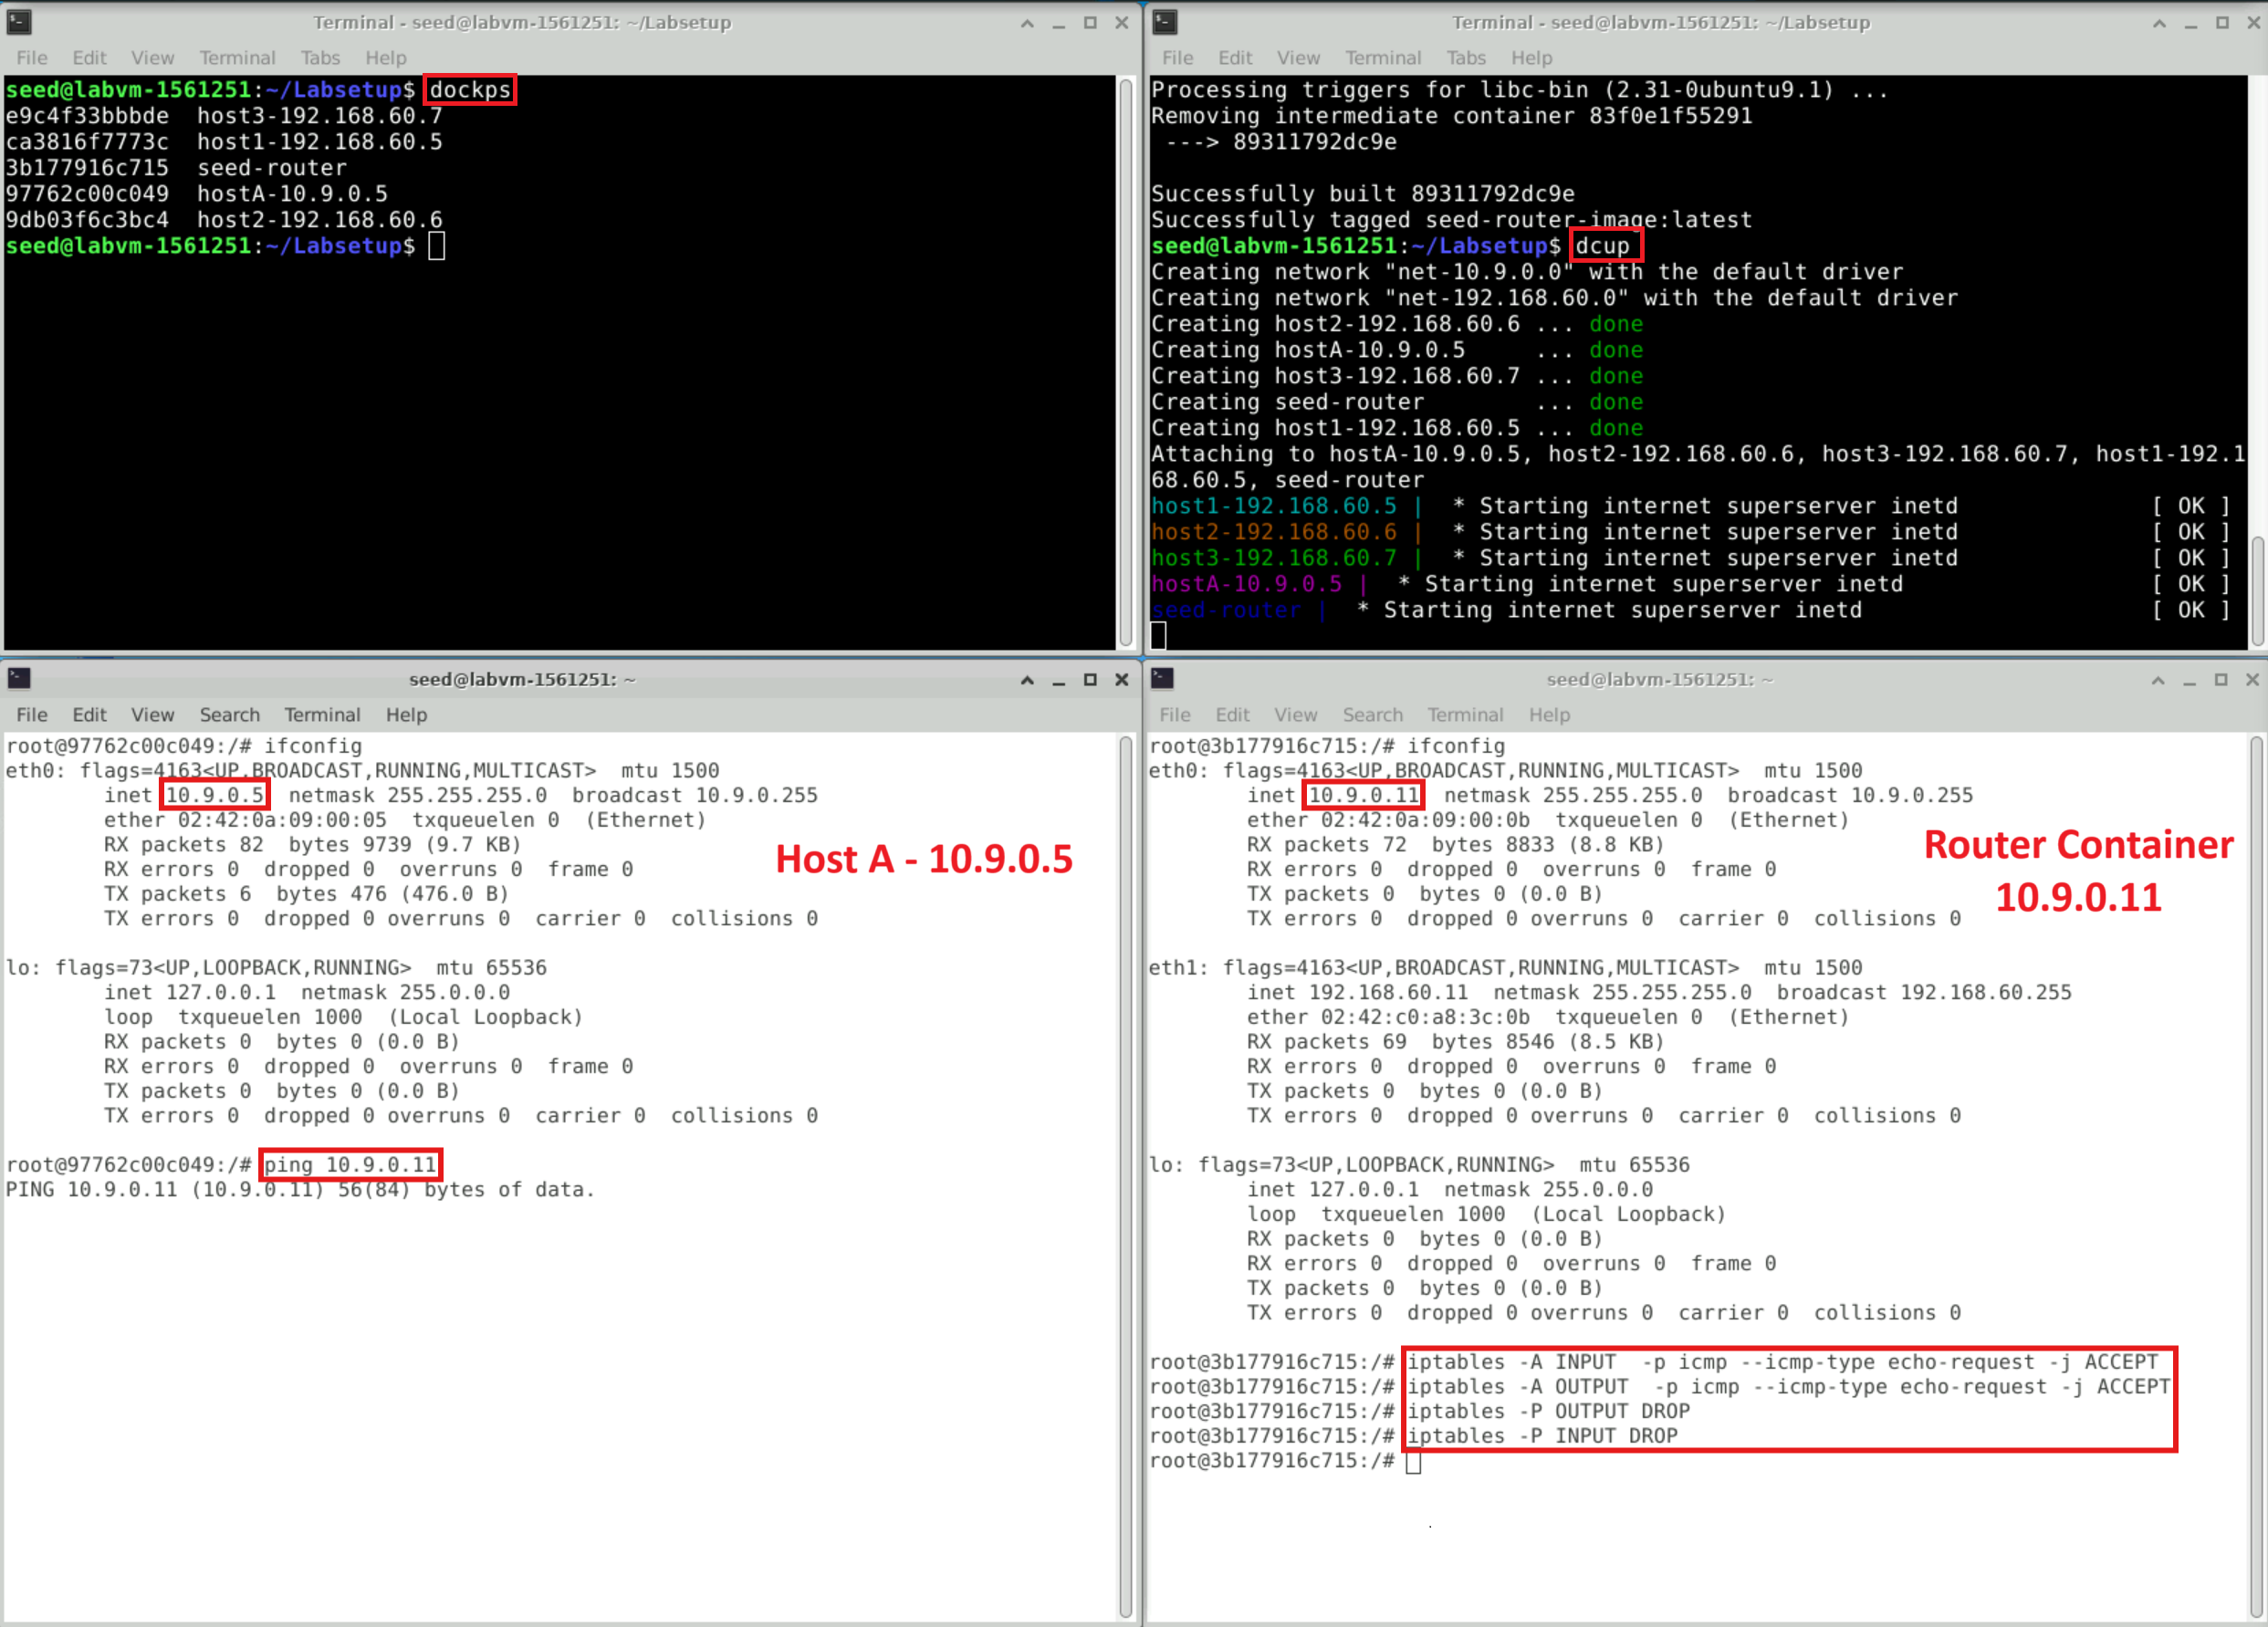 Terminal - seed@labvm-1561251: ~/Labsetup
File Edit View Terminal Tabs Help
seed@labvm-1561251:~/Labsetup$ dockps
e9c4f33bbbde  host3-192.168.60.7
ca3816f7773c  host1-192.168.60.5
3b177916c715  seed-router
97762c00c049  hostA-10.9.0.5
9db03f6c3bc4  host2-192.168.60.6
seed@labvm-1561251:~/Labsetup$
Terminal - seed@labvm-1561251: ~/Labsetup
File Edit View Terminal Tabs Help
Processing triggers for libc-bin (2.31-0ubuntu9.1) ...
Removing intermediate container 83f0e1f55291
 ---> 89311792dc9e
Successfully built 89311792dc9e
Successfully tagged seed-router-image:latest
seed@labvm-1561251:~/Labsetup$ dcup
Creating network "net-10.9.0.0" with the default driver
Creating network "net-192.168.60.0" with the default driver
Creating host2-192.168.60.6 ... done
Creating hostA-10.9.0.5     ... done
Creating host3-192.168.60.7 ... done
Creating seed-router        ... done
Creating host1-192.168.60.5 ... done
Attaching to hostA-10.9.0.5, host2-192.168.60.6, host3-192.168.60.7, host1-192.1
68.60.5, seed-router
host1-192.168.60.5 |  * Starting internet superserver inetd [ OK ]
host2-192.168.60.6 |  * Starting internet superserver inetd [ OK ]
host3-192.168.60.7 |  * Starting internet superserver inetd [ OK ]
hostA-10.9.0.5 |  * Starting internet superserver inetd [ OK ]
seed-router |  * Starting internet superserver inetd [ OK ]
seed@labvm-1561251: ~
File Edit View Search Terminal Help
root@97762c00c049:/# ifconfig
eth0: flags=4163<UP,BROADCAST,RUNNING,MULTICAST>  mtu 1500
inet 10.9.0.5  netmask 255.255.255.0  broadcast 10.9.0.255
ether 02:42:0a:09:00:05  txqueuelen 0  (Ethernet)
RX packets 82  bytes 9739 (9.7 KB)
RX errors 0  dropped 0  overruns 0  frame 0
TX packets 6  bytes 476 (476.0 B)
TX errors 0  dropped 0 overruns 0  carrier 0  collisions 0
Host A - 10.9.0.5
lo: flags=73<UP,LOOPBACK,RUNNING>  mtu 65536
inet 127.0.0.1  netmask 255.0.0.0
loop  txqueuelen 1000  (Local Loopback)
RX packets 0  bytes 0 (0.0 B)
RX errors 0  dropped 0  overruns 0  frame 0
TX packets 0  bytes 0 (0.0 B)
TX errors 0  dropped 0 overruns 0  carrier 0  collisions 0
root@97762c00c049:/# ping 10.9.0.11
PING 10.9.0.11 (10.9.0.11) 56(84) bytes of data.
seed@labvm-1561251: ~
File Edit View Search Terminal Help
root@3b177916c715:/# ifconfig
eth0: flags=4163<UP,BROADCAST,RUNNING,MULTICAST>  mtu 1500
inet 10.9.0.11  netmask 255.255.255.0  broadcast 10.9.0.255
ether 02:42:0a:09:00:0b  txqueuelen 0  (Ethernet)
RX packets 72  bytes 8833 (8.8 KB)
RX errors 0  dropped 0  overruns 0  frame 0
TX packets 0  bytes 0 (0.0 B)
TX errors 0  dropped 0 overruns 0  carrier 0  collisions 0
Router Container
10.9.0.11
eth1: flags=4163<UP,BROADCAST,RUNNING,MULTICAST>  mtu 1500
inet 192.168.60.11  netmask 255.255.255.0  broadcast 192.168.60.255
ether 02:42:c0:a8:3c:0b  txqueuelen 0  (Ethernet)
RX packets 69  bytes 8546 (8.5 KB)
RX errors 0  dropped 0  overruns 0  frame 0
TX packets 0  bytes 0 (0.0 B)
TX errors 0  dropped 0 overruns 0  carrier 0  collisions 0
lo: flags=73<UP,LOOPBACK,RUNNING>  mtu 65536
inet 127.0.0.1  netmask 255.0.0.0
loop  txqueuelen 1000  (Local Loopback)
RX packets 0  bytes 0 (0.0 B)
RX errors 0  dropped 0  overruns 0  frame 0
TX packets 0  bytes 0 (0.0 B)
TX errors 0  dropped 0 overruns 0  carrier 0  collisions 0
root@3b177916c715:/# iptables -A INPUT  -p icmp --icmp-type echo-request -j ACCEPT
root@3b177916c715:/# iptables -A OUTPUT  -p icmp --icmp-type echo-request -j ACCEPT
root@3b177916c715:/# iptables -P OUTPUT DROP
root@3b177916c715:/# iptables -P INPUT DROP
root@3b177916c715:/#